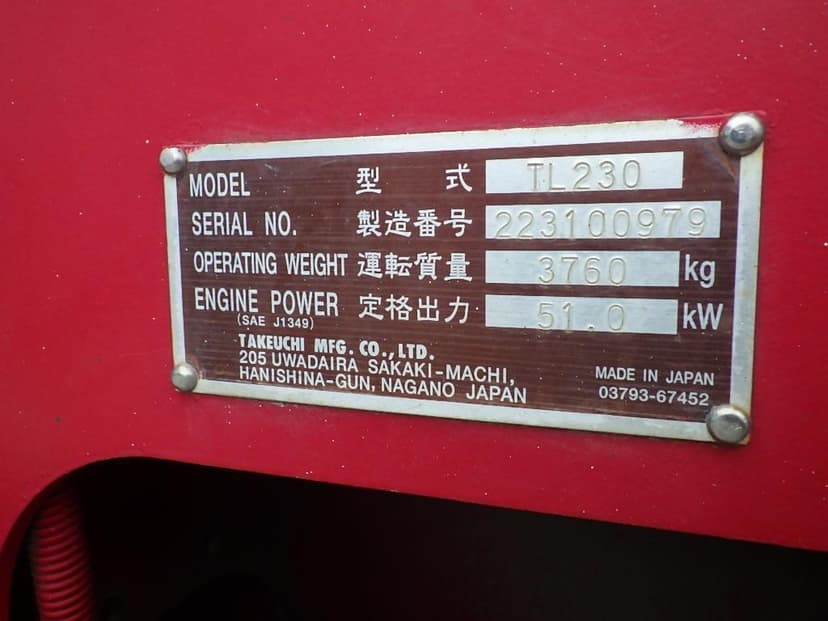 MODEL 型 式 TL230
SERIAL NO. 製造番号 223100979
OPERATING WEIGHT 運転質量 3760 kg
ENGINE POWER 定格出力 51.0 kW
(SAE J1349)
TAKEUCHI MFG. CO., LTD.
205 UWADAIRA SAKAKI-MACHI,
HANISHINA-GUN, NAGANO JAPAN
MADE IN JAPAN
03793-67452